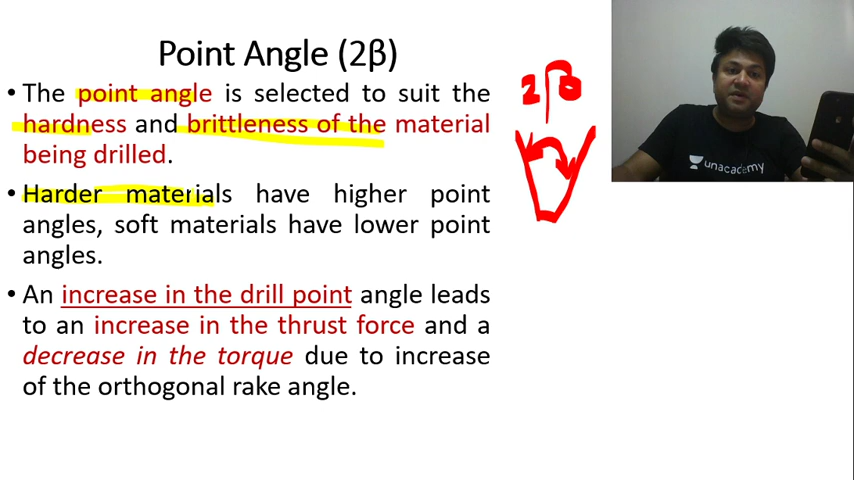 Point Angle (2β)
• The point angle is selected to suit the
hardness and brittleness of the material
being drilled.
• Harder materials have higher point
angles, soft materials have lower point
angles.
• An increase in the drill point angle leads
to an increase in the thrust force and a
decrease in the torque due to increase
of the orthogonal rake angle.
2β
unacademy